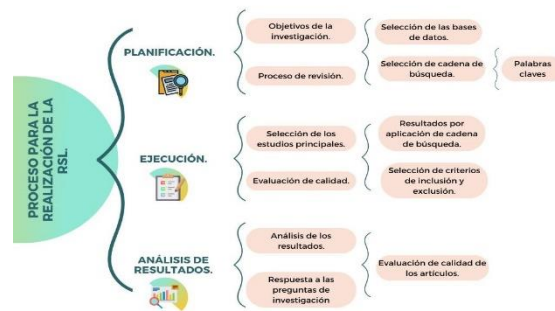 PROCESO PARA LA
REALIZACIÓN DE LA
RSL.
PLANIFICACIÓN.
Objetivos de la
investigación.
Proceso de revisión.
Selección de las bases
de datos.
Selección de cadena de
búsqueda.
Palabras
claves
EJECUCIÓN.
Selección de los
estudios principales.
Evaluación de calidad.
Resultados por
aplicación de cadena
de búsqueda.
Selección de criterios
de inclusión y
exclusión.
ANÁLISIS DE
RESULTADOS.
Análisis de los
resultados.
Respuesta a las
preguntas de
investigación
Evaluación de calidad de
los artículos.